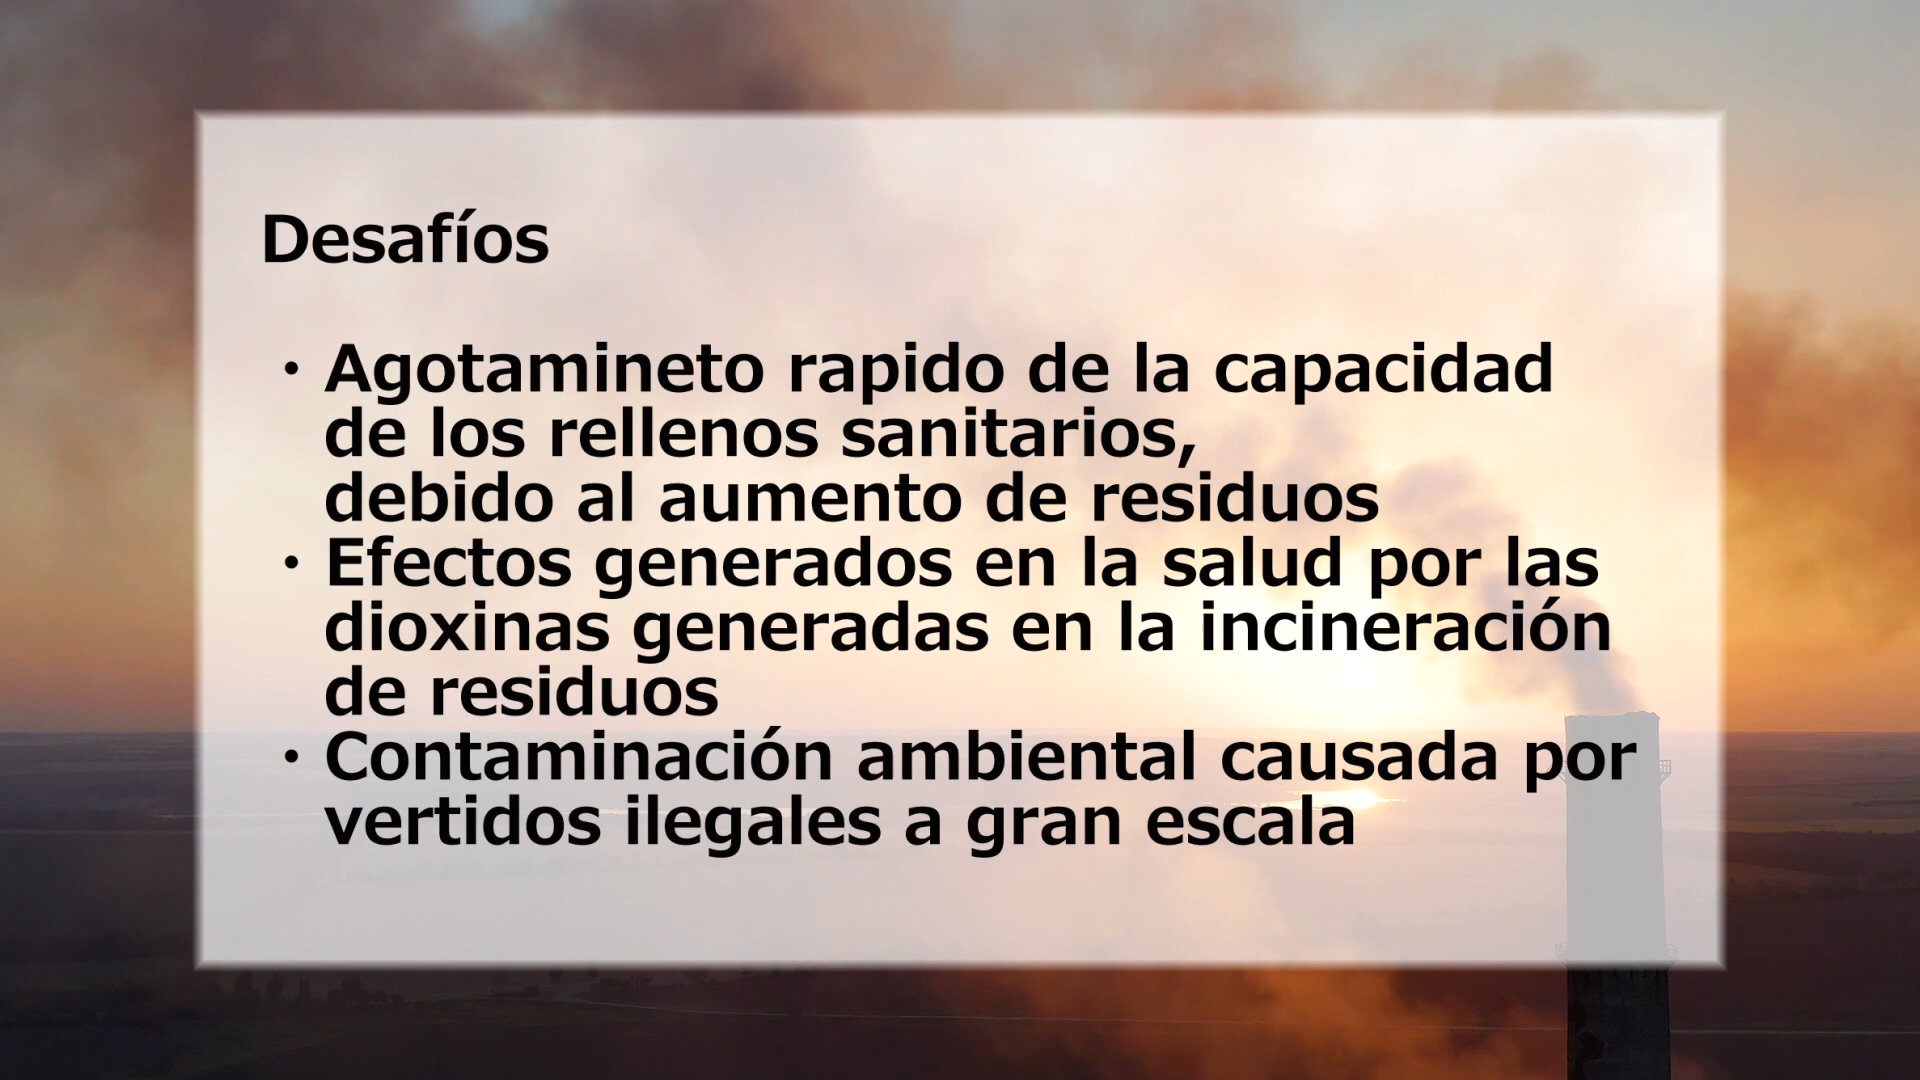 Desafíos
・Agotamineto rapido de la capacidad
de los rellenos sanitarios,
debido al aumento de residuos
・Efectos generados en la salud por las
dioxinas generadas en la incineración
de residuos
・Contaminación ambiental causada por
vertidos ilegales a gran escala